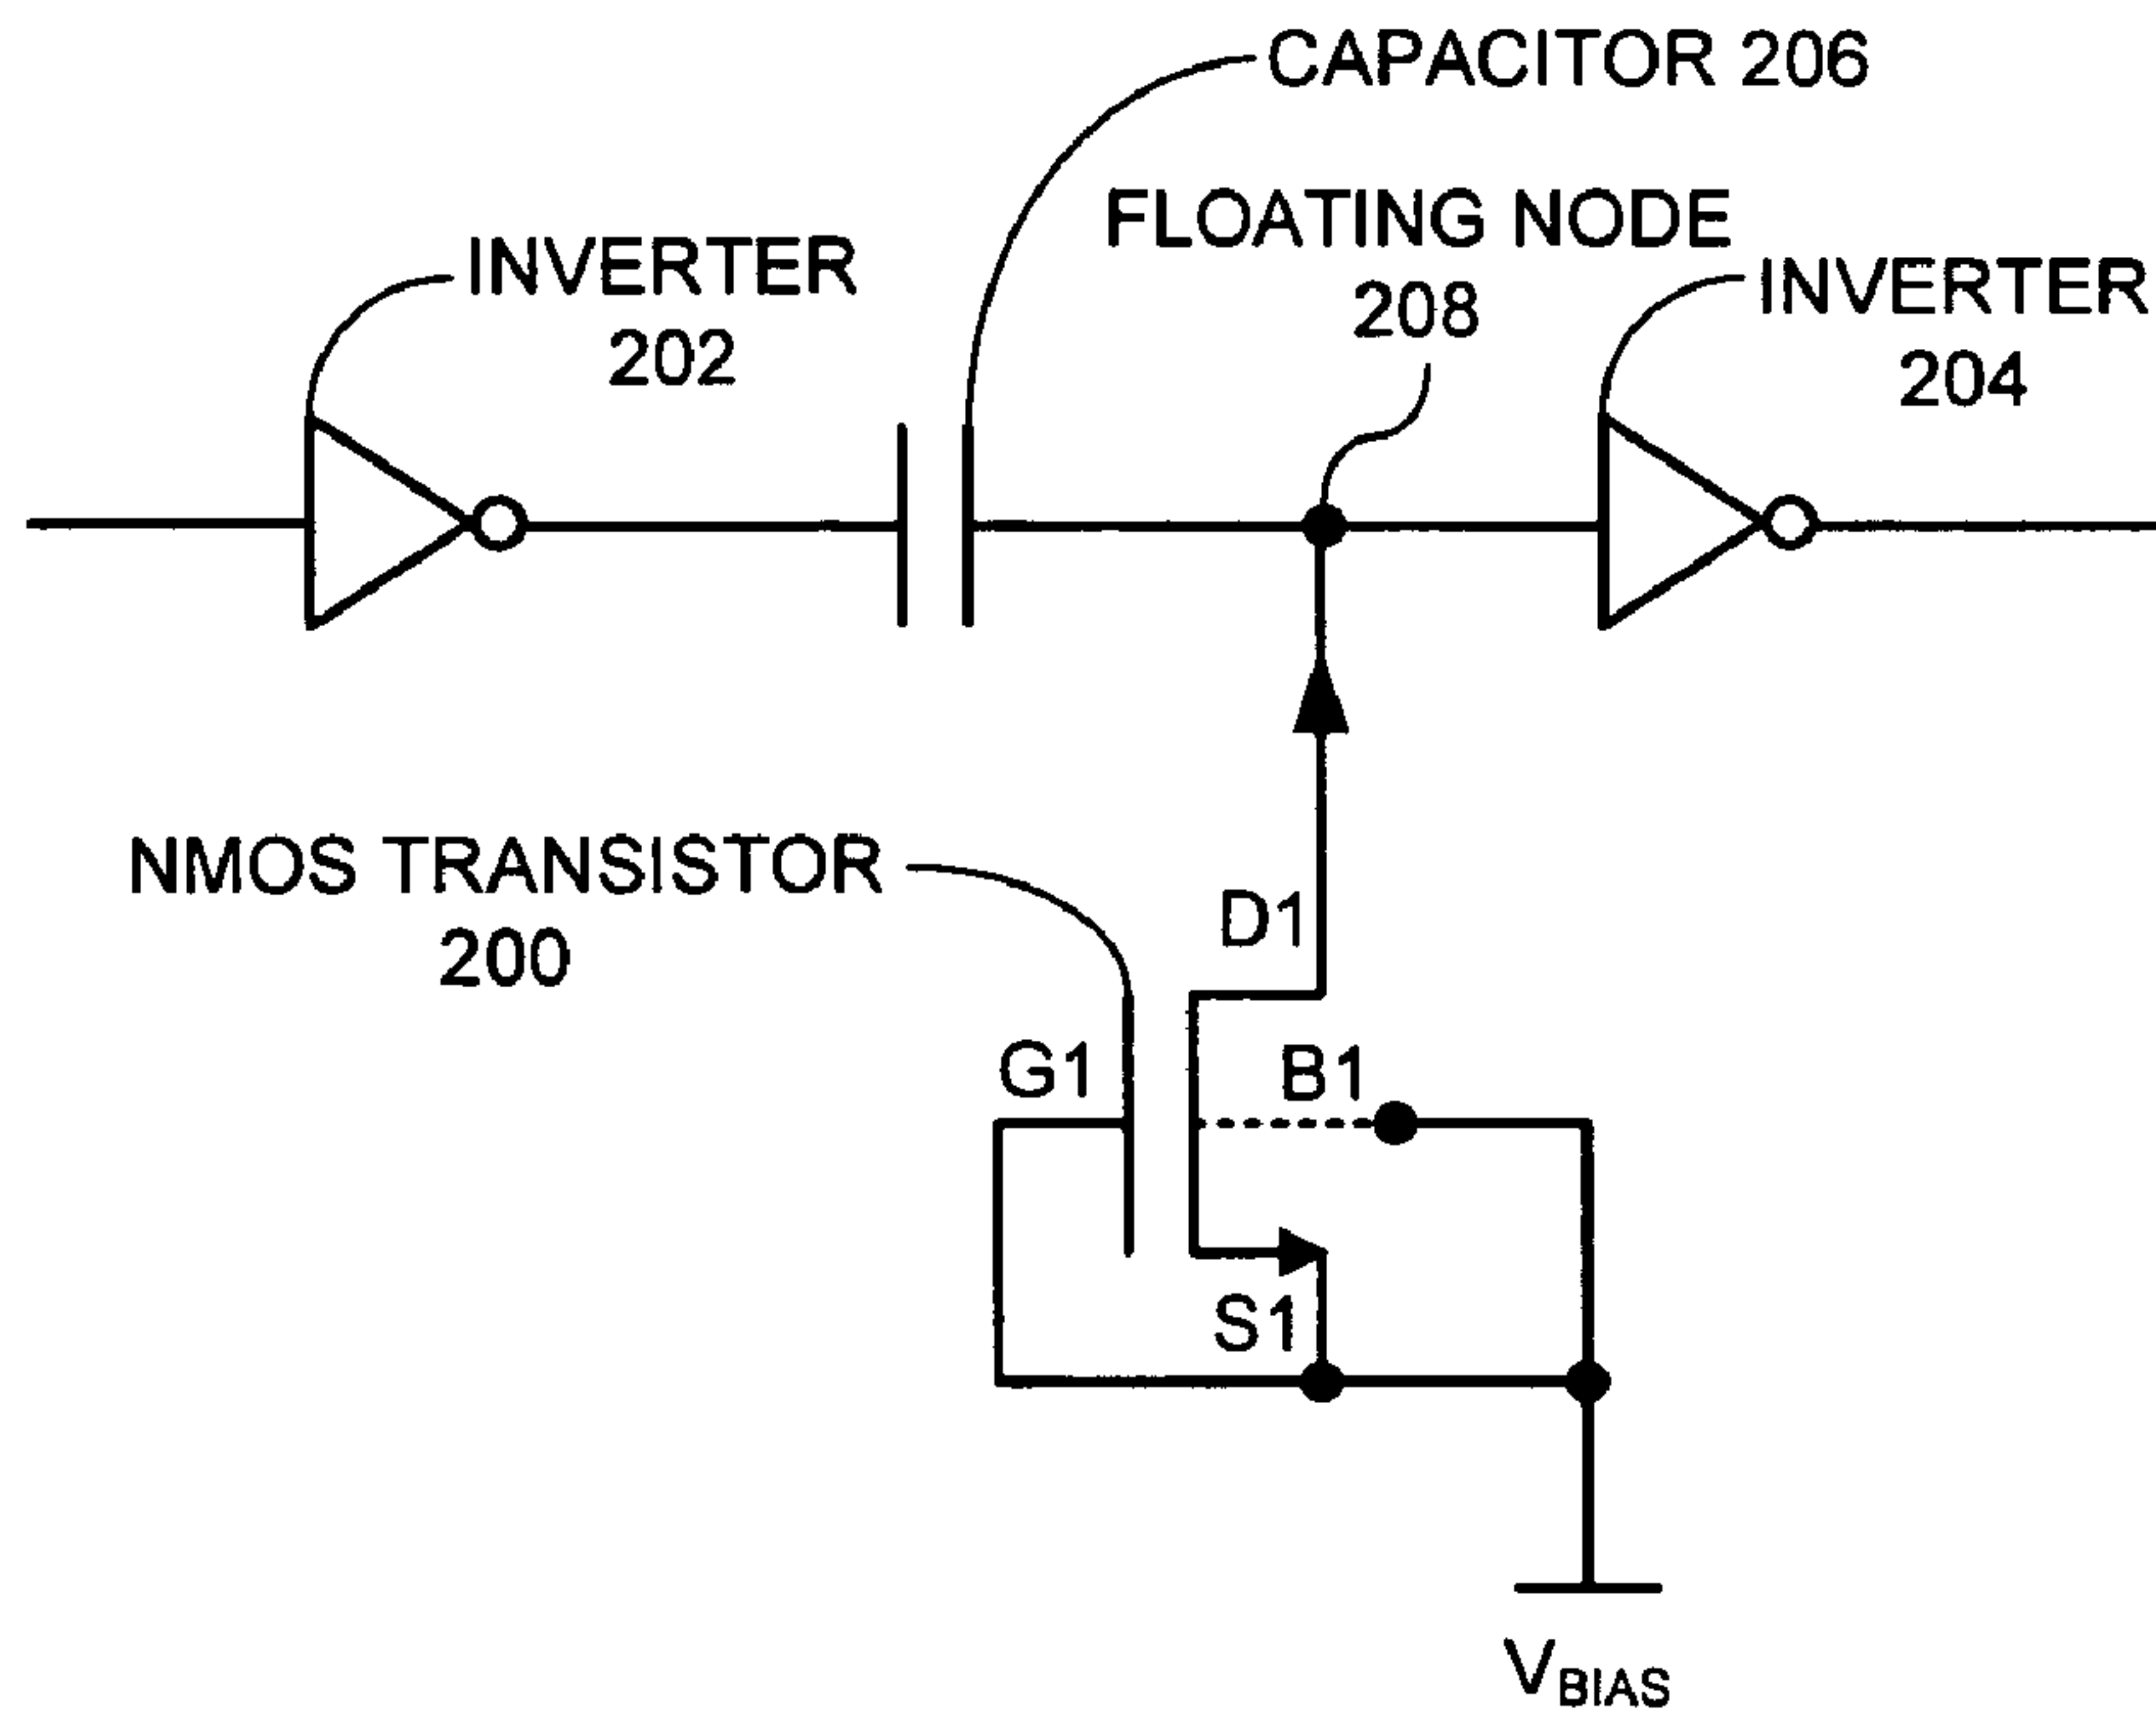 CAPACITOR 206
FLOATING NODE
208
INVERTER
202
INVERTER
204
NMOS TRANSISTOR
200
D1
G1
B1
S1
VBIAS